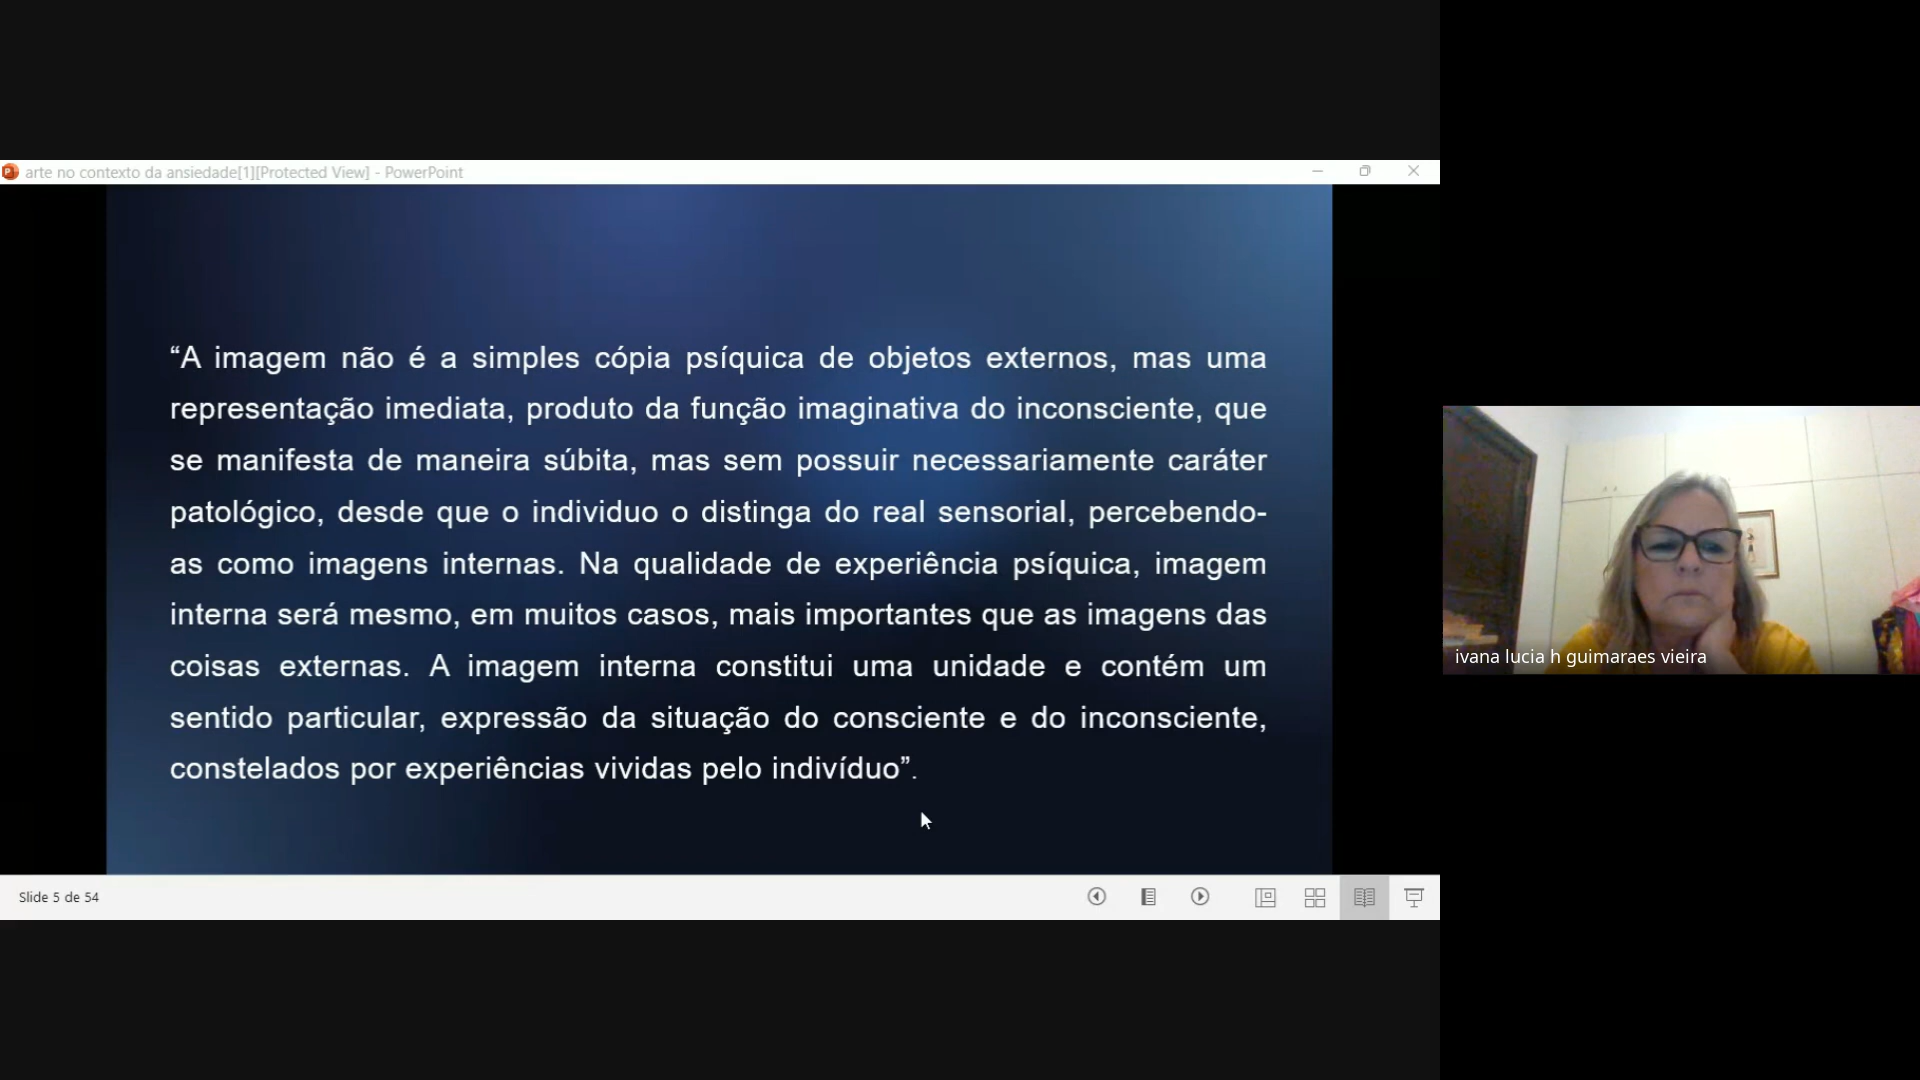 arte no contexto da ansiedade[1][Protected View] - PowerPoint
“A imagem não é a simples cópia psíquica de objetos externos, mas uma
representação imediata, produto da função imaginativa do inconsciente, que
se manifesta de maneira súbita, mas sem possuir necessariamente caráter
patológico, desde que o individuo o distinga do real sensorial, percebendo-
as como imagens internas. Na qualidade de experiência psíquica, imagem
interna será mesmo, em muitos casos, mais importantes que as imagens das
coisas externas. A imagem interna constitui uma unidade e contém um
sentido particular, expressão da situação do consciente e do inconsciente,
constelados por experiências vividas pelo indivíduo”.
ivana lucia h guimaraes vieira
Slide 5 de 54